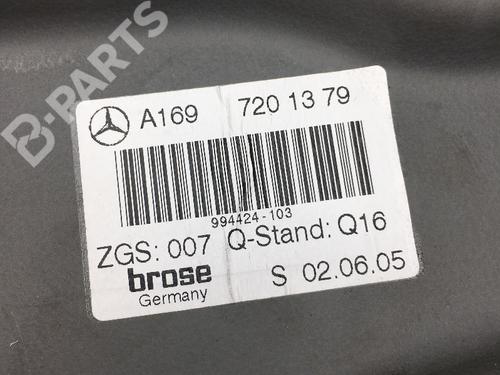 B-PARTS
A169 720 13 79
994424-103
ZGS: 007 Q-Stand: Q16
brose
Germany
S 02.06.05